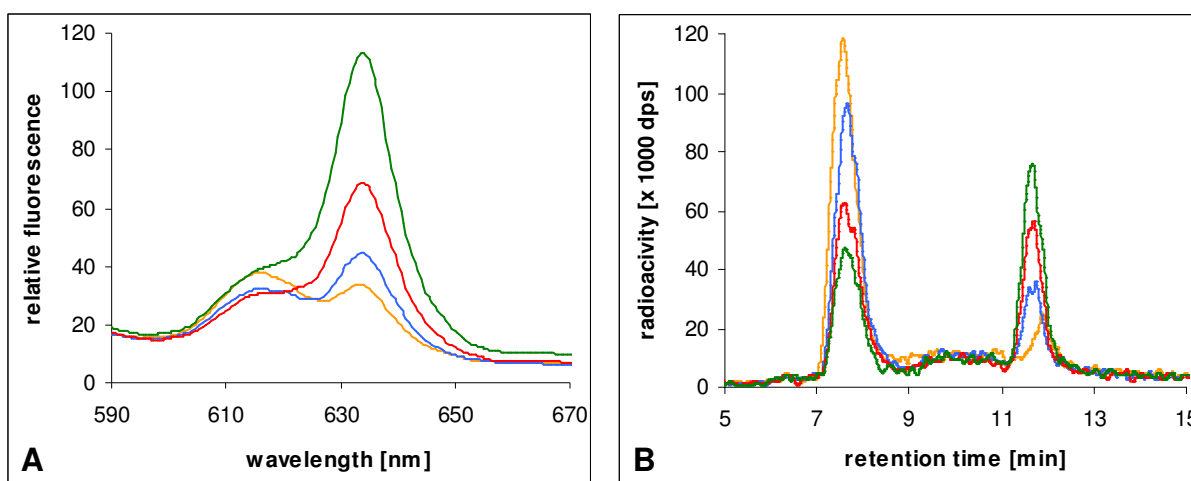 120
100
80
60
40
20
0
relative fluorescence
590 610 630 650 670
wavelength [nm]
A
120
100
80
60
40
20
0
radioacivity [x 1000 dps]
5 7 9 11 13 15
retention time [min]
B